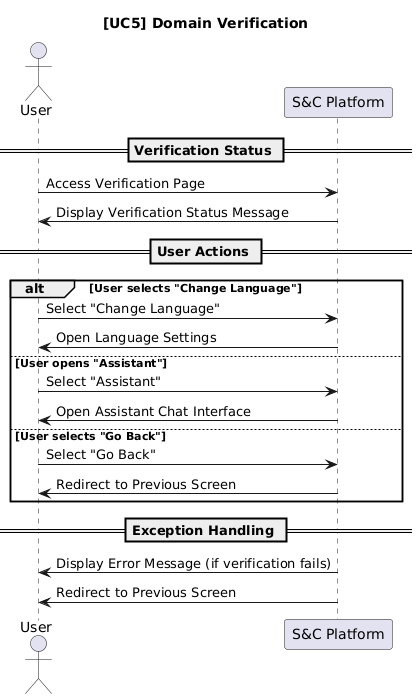 [UC5] Domain Verification
User
S&C Platform
Verification Status
Access Verification Page
Display Verification Status Message
User Actions
alt [User selects "Change Language"]
Select "Change Language"
Open Language Settings
[User opens "Assistant"]
Select "Assistant"
Open Assistant Chat Interface
[User selects "Go Back"]
Select "Go Back"
Redirect to Previous Screen
Exception Handling
Display Error Message (if verification fails)
Redirect to Previous Screen
User
S&C Platform